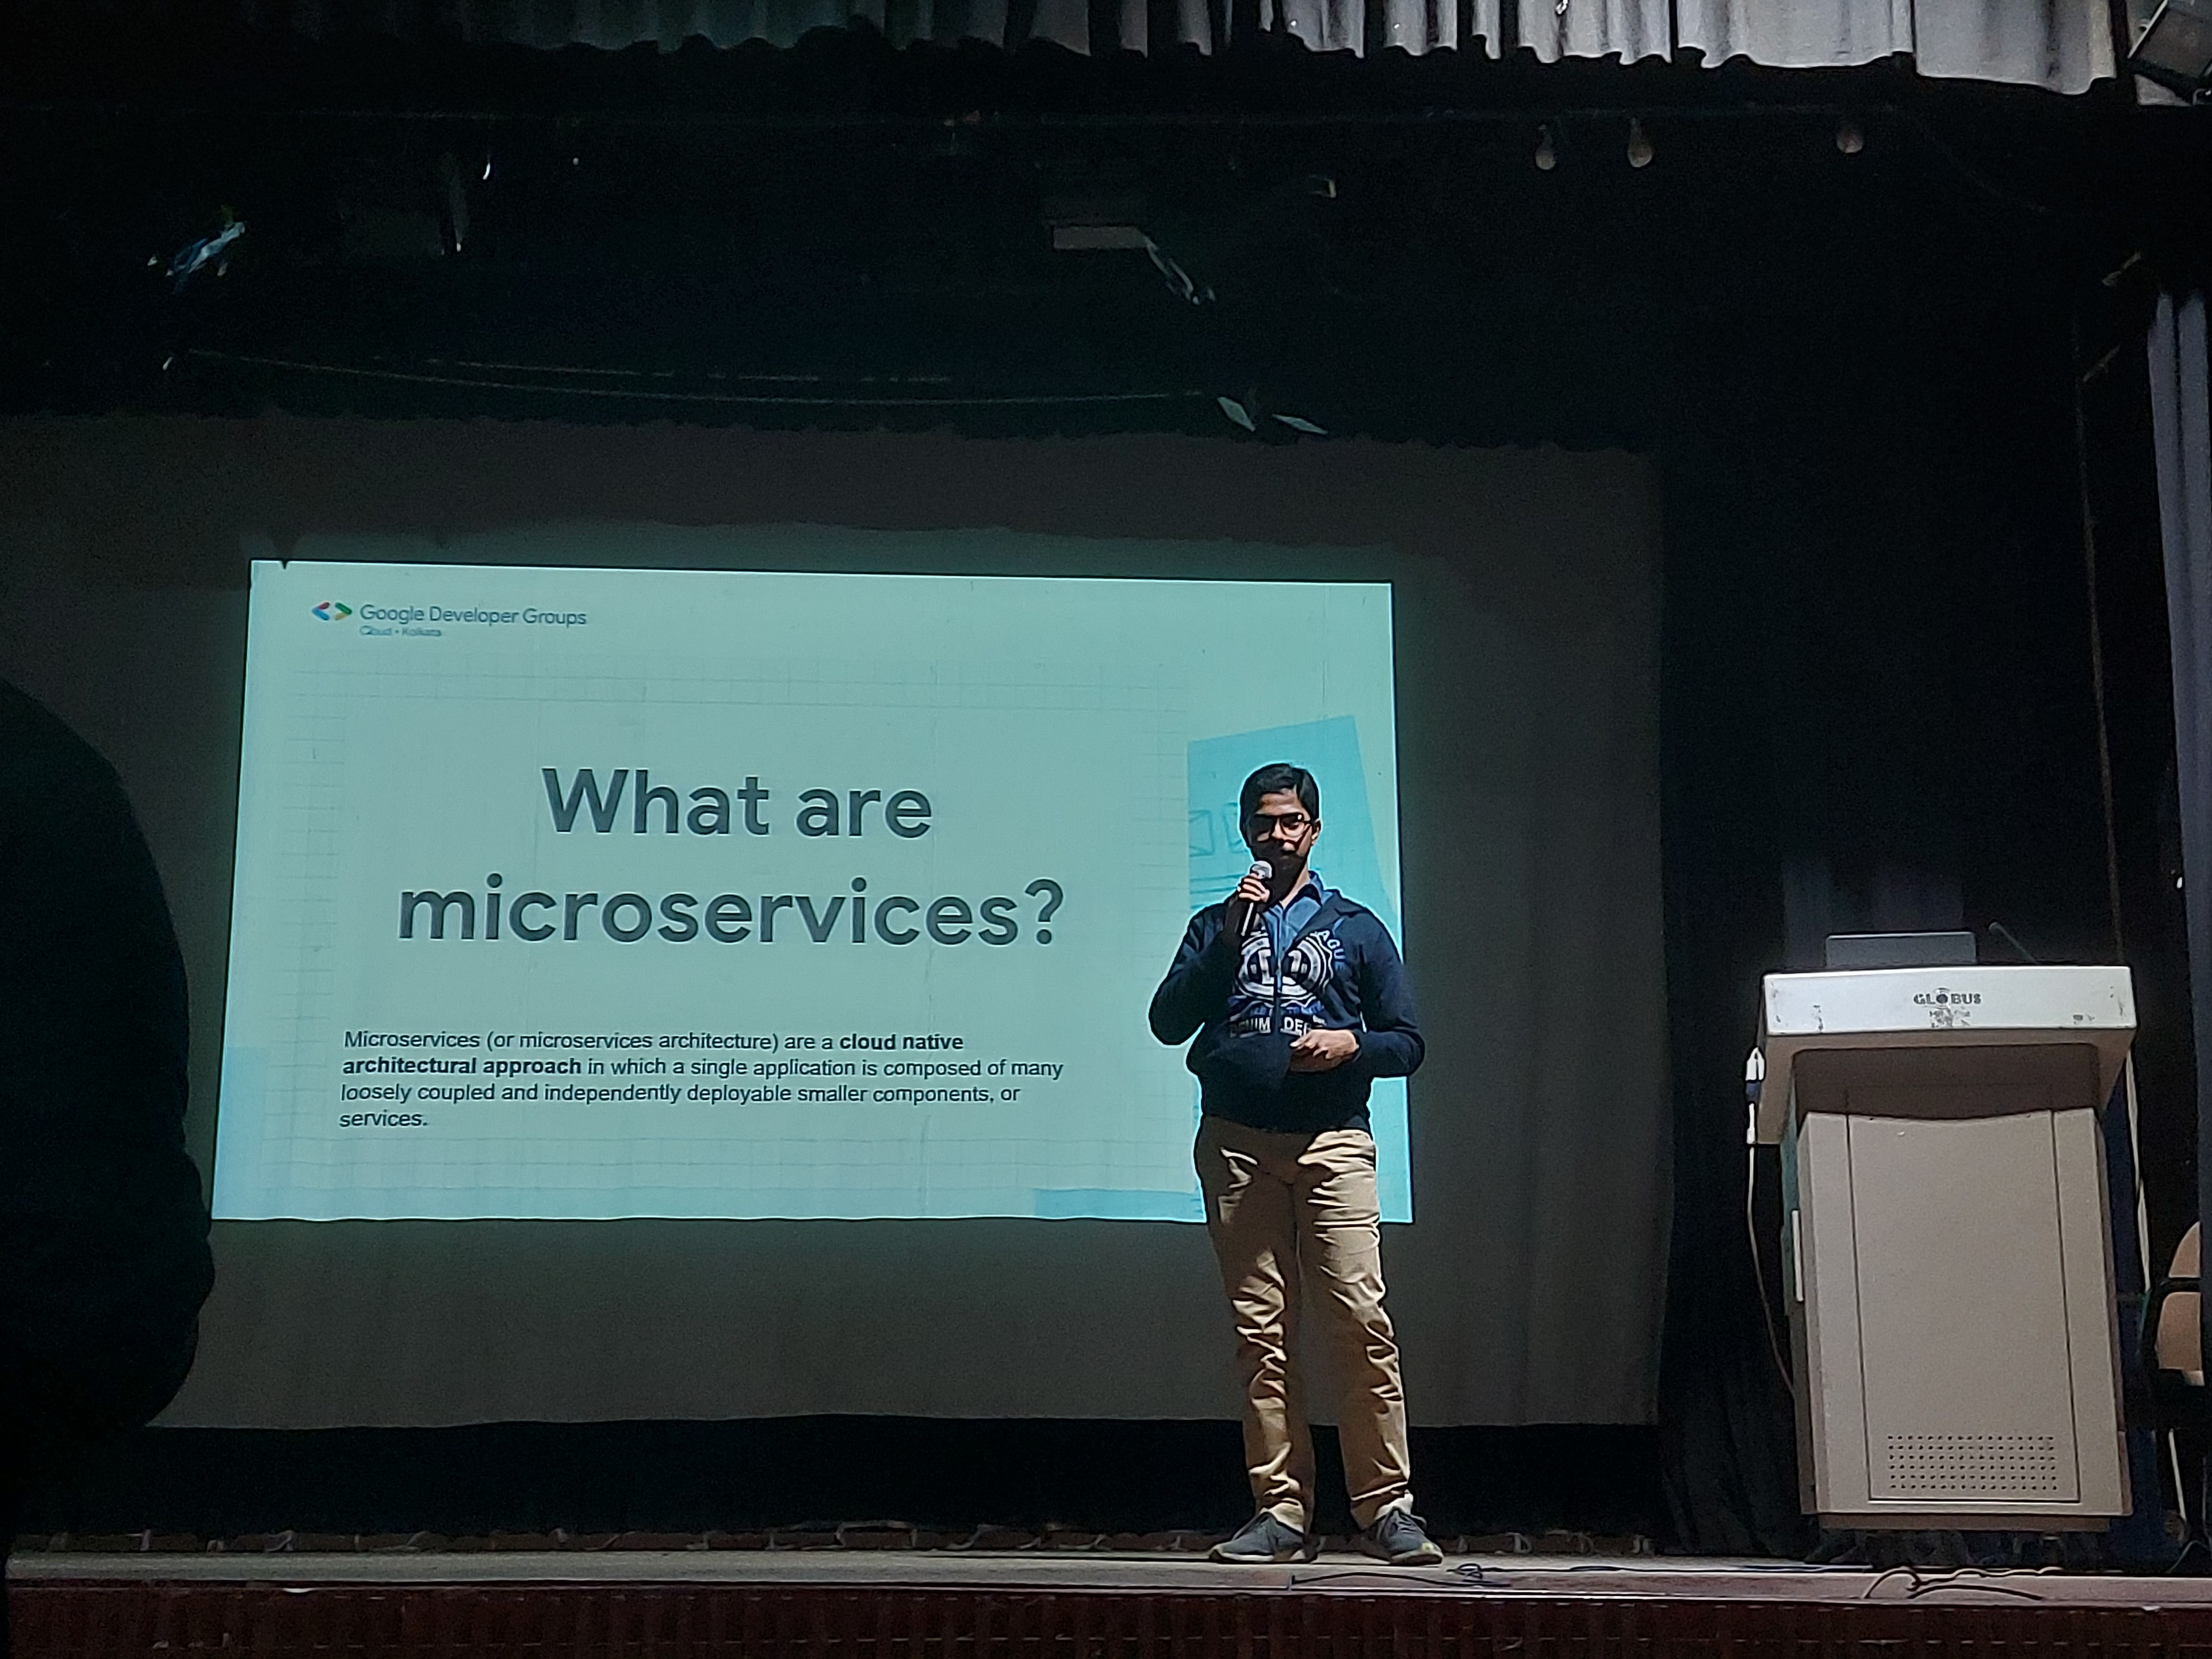 Google Developer Groups
Cloud • Kolkata
What are
microservices?
Microservices (or microservices architecture) are a cloud native
architectural approach in which a single application is composed of many
loosely coupled and independently deployable smaller components, or
services.
GLOBUS